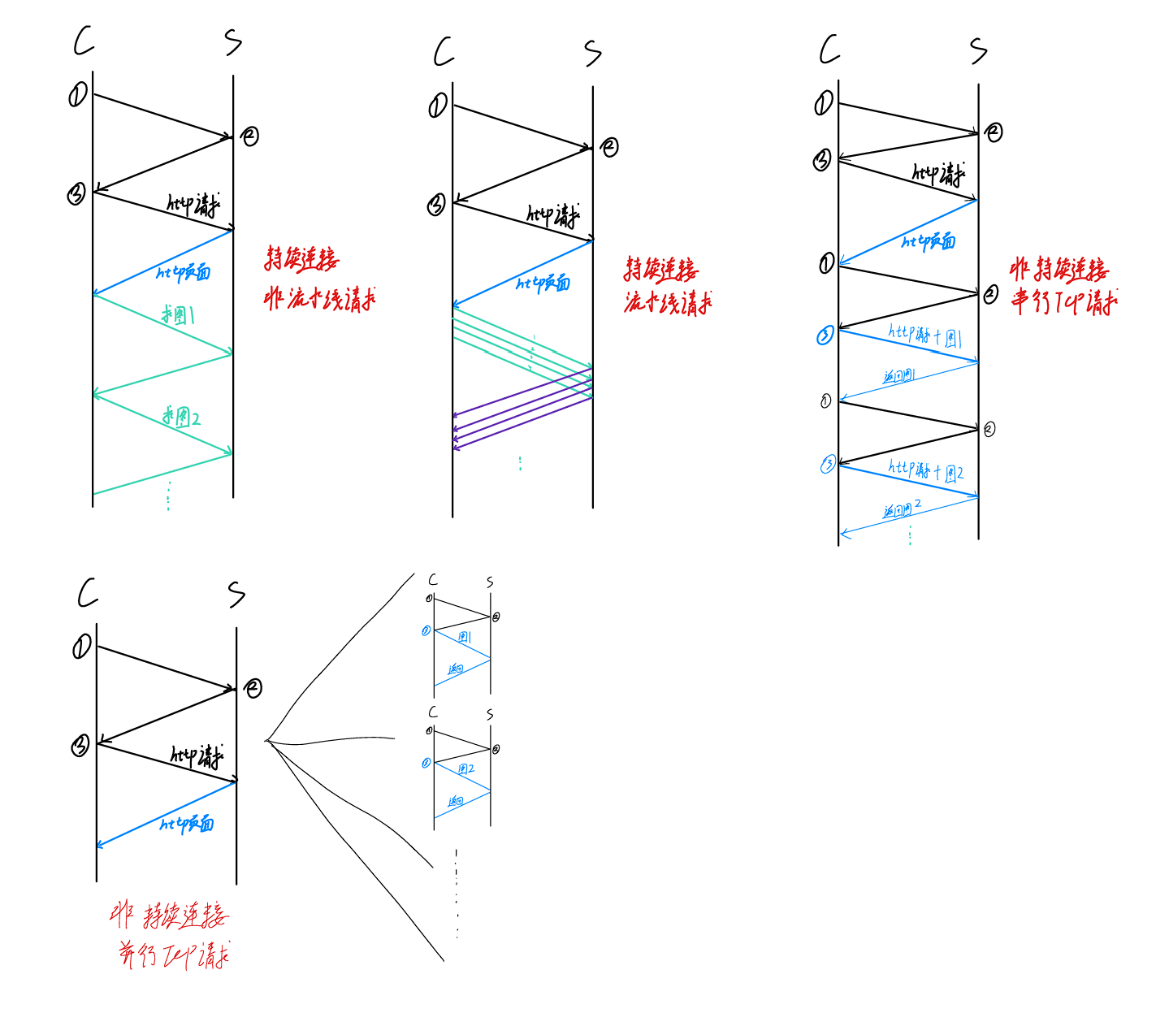 C S
①
②
③
http请求
http页面
求图1
求图2
持续连接
非流水线请求
C S
①
②
③
http请求
http页面
持续连接
流水线请求
C S
①
②
③
http请求
http页面
①
②
③
http请求+图1
返回图1
①
②
③
http请求+图2
返回图2
非持续连接
串行Tcp请求
C S
①
②
③
http请求
http页面
非持续连接
并行Tcp请求
C S
①
②
③
图1
返回
C S
①
②
③
图2
返回